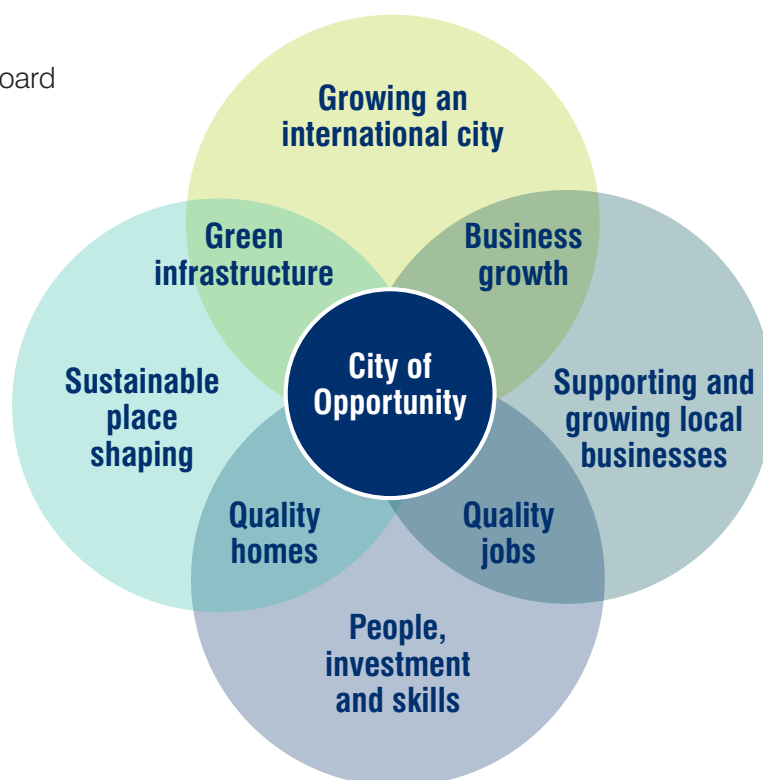 oard
Growing an
international city
Green
infrastructure
Business
growth
City of
Opportunity
Sustainable
place
shaping
Supporting and
growing local
businesses
Quality
homes
Quality
jobs
People,
investment
and skills